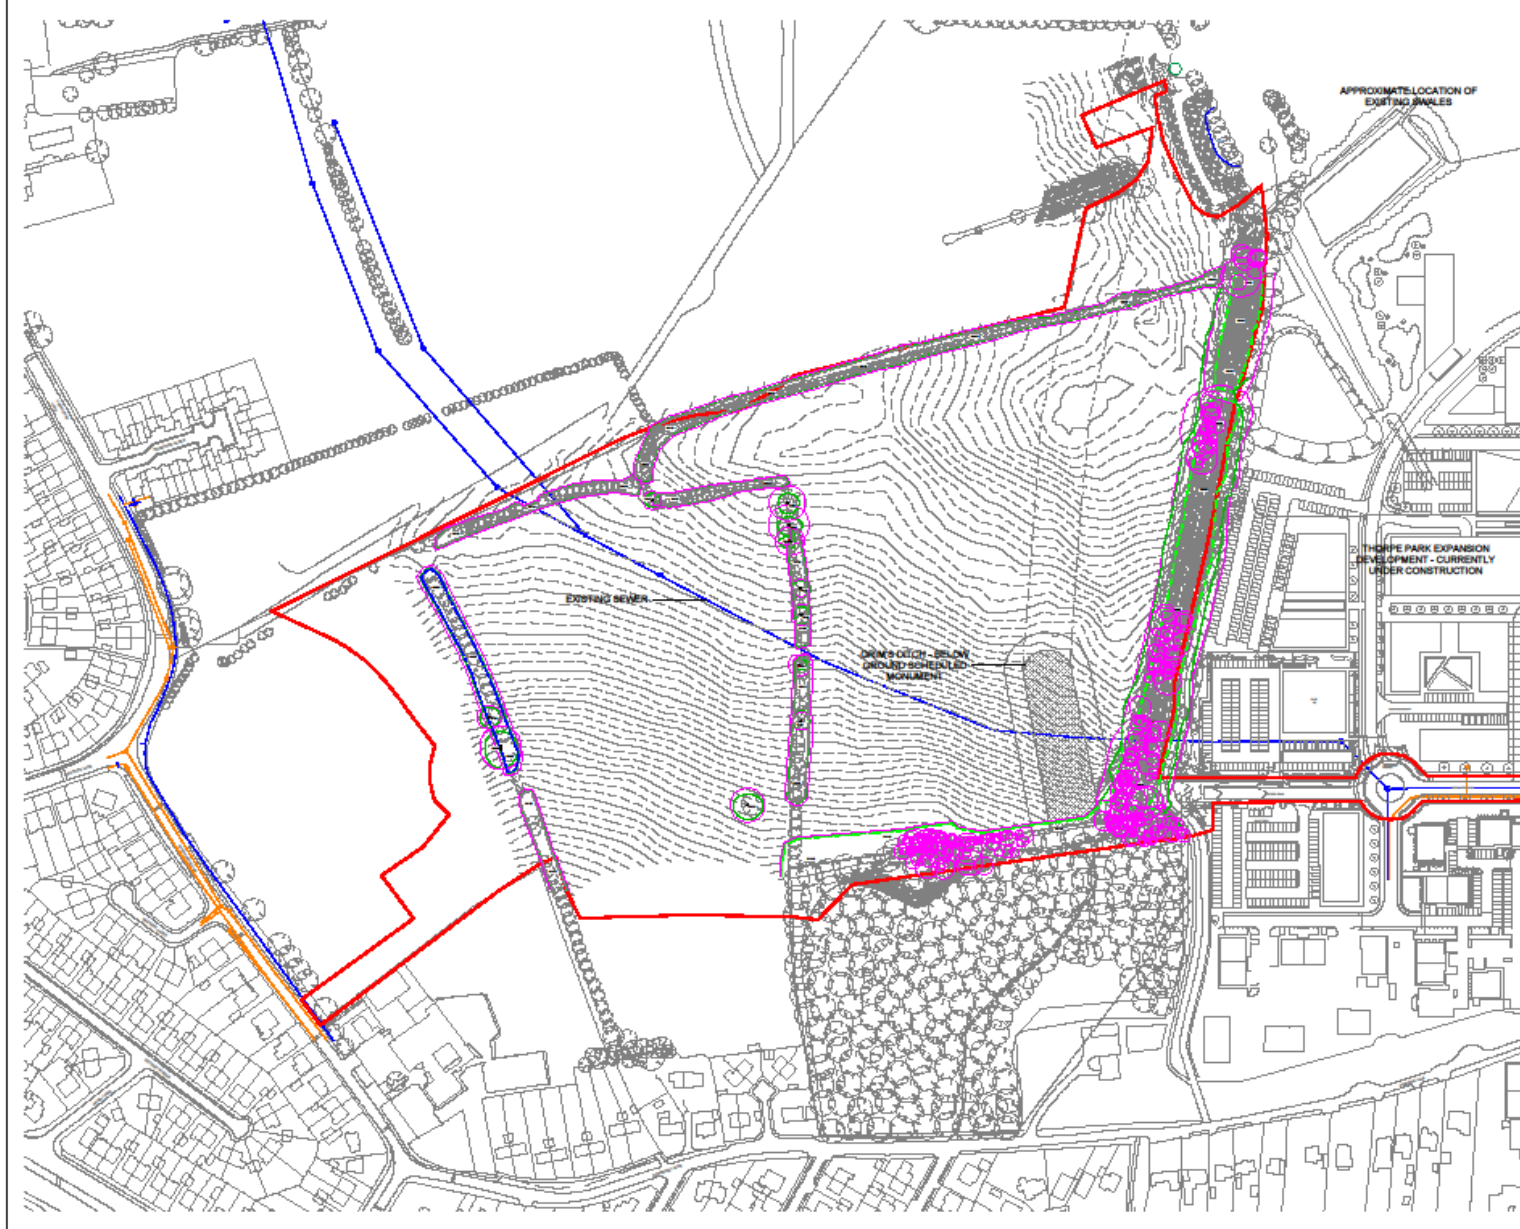 APPROXIMATE LOCATION OF
EXISTING SWALES
THORPE PARK EXPANSION
DEVELOPMENT - CURRENTLY
UNDER CONSTRUCTION
EXISTING SEWER
GRIM'S DITCH - BELOW
GROUND SCHEDULED
MONUMENT